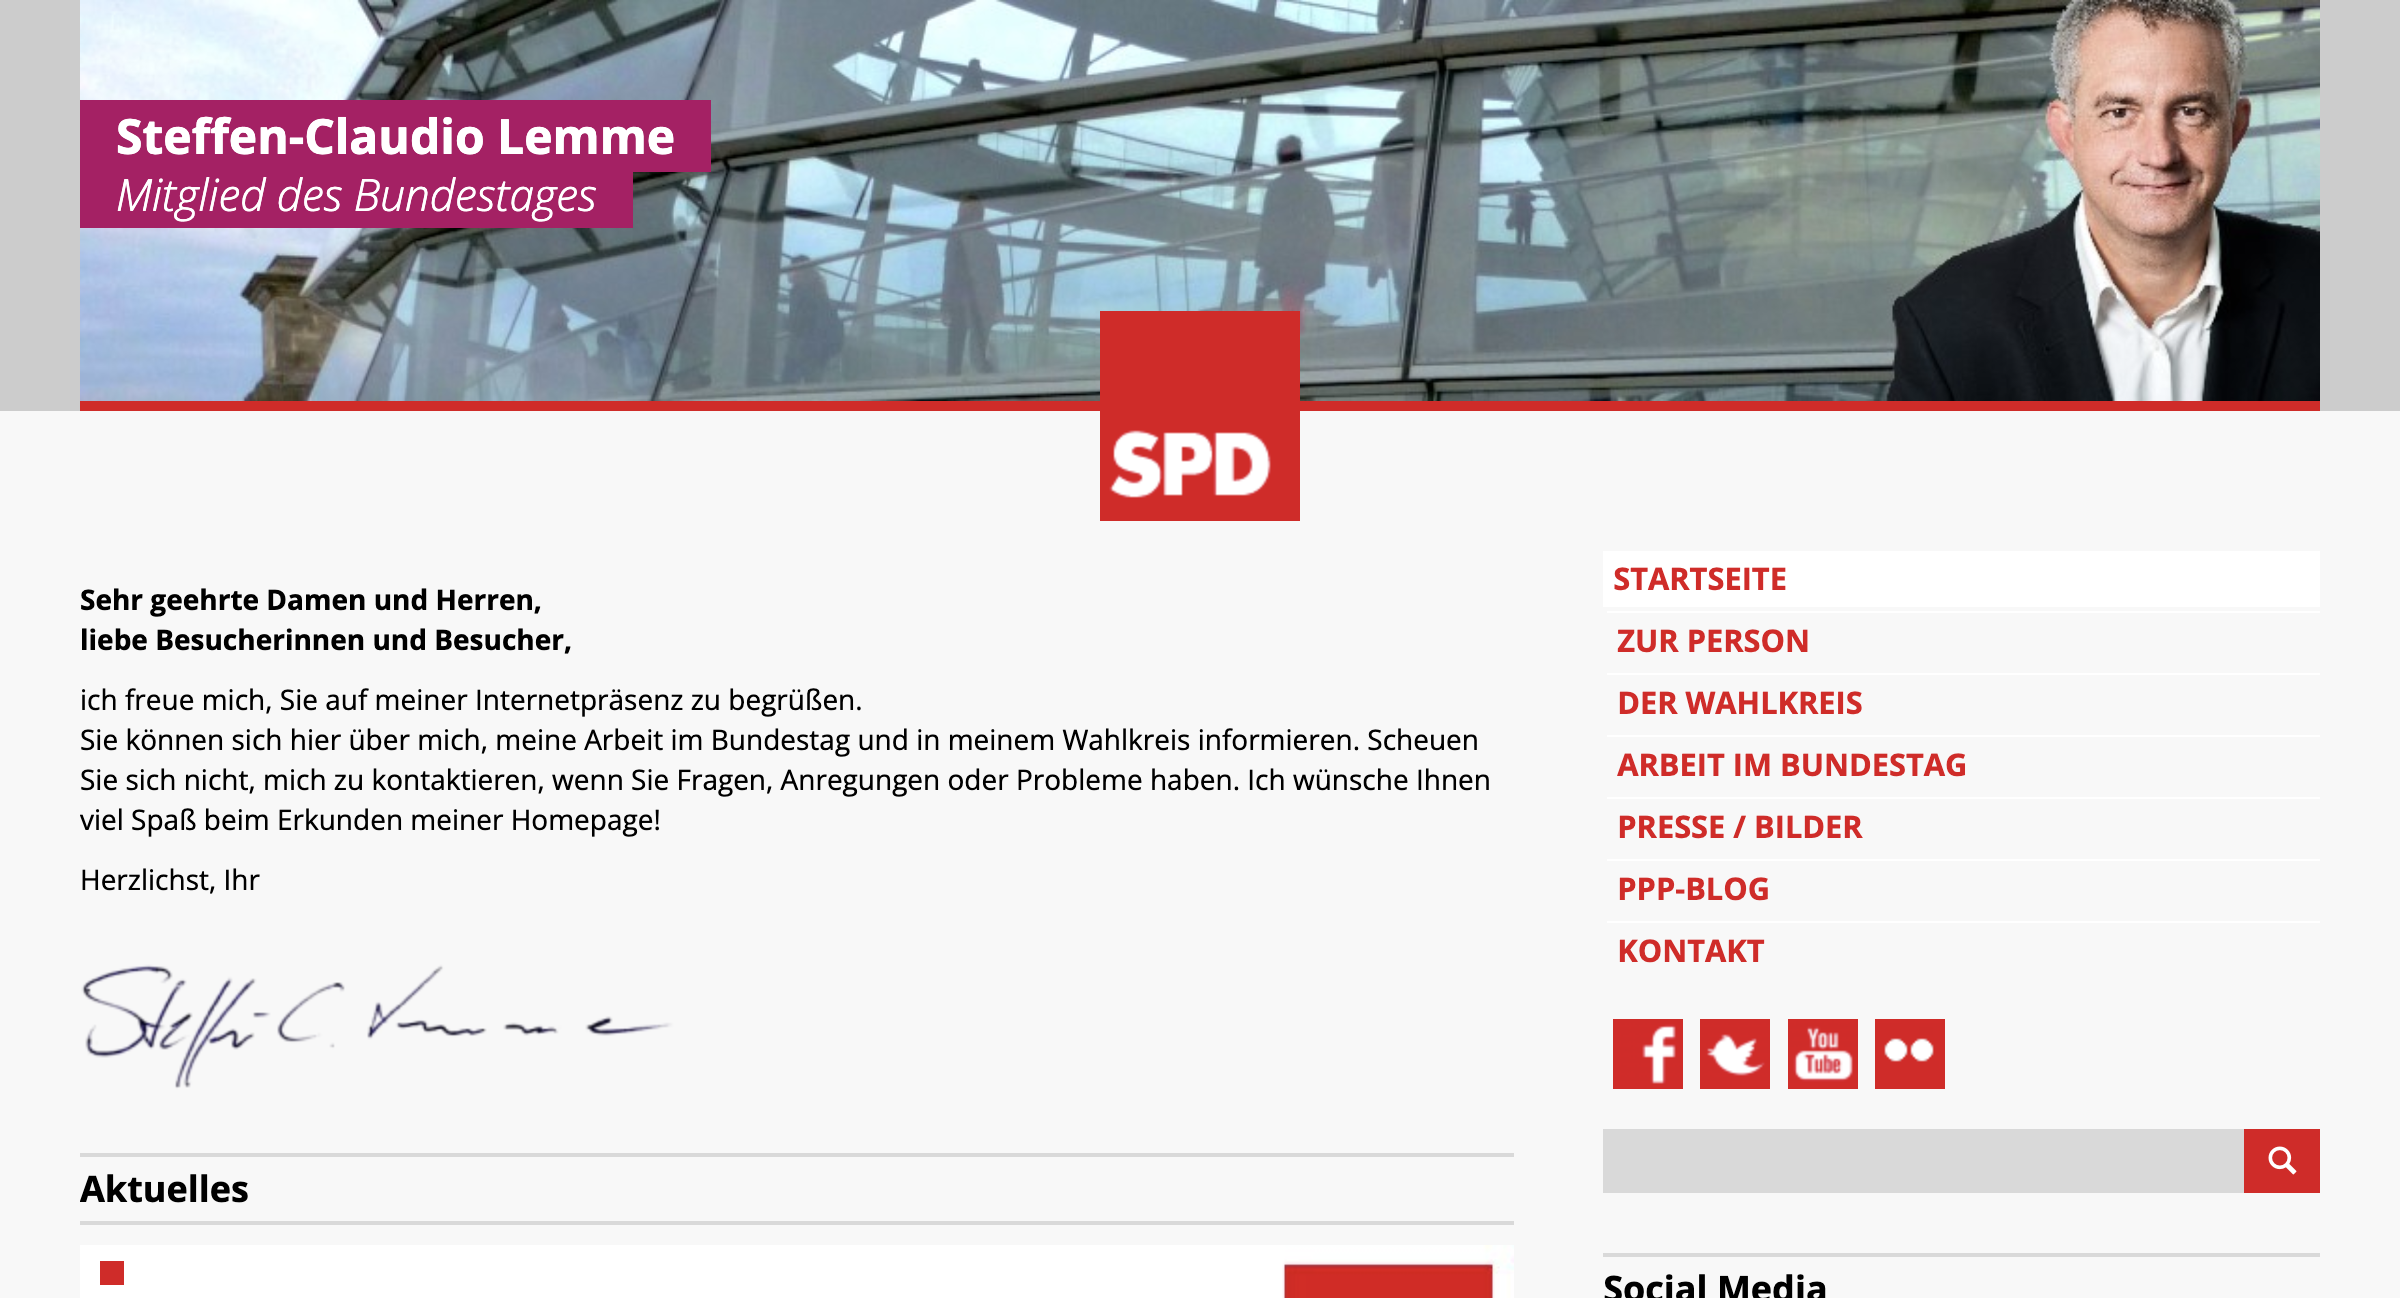 Steffen-Claudio Lemme
Mitglied des Bundestages
SPD
Sehr geehrte Damen und Herren,
liebe Besucherinnen und Besucher,
ich freue mich, Sie auf meiner Internetpräsenz zu begrüßen.
Sie können sich hier über mich, meine Arbeit im Bundestag und in meinem Wahlkreis informieren. Scheuen
Sie sich nicht, mich zu kontaktieren, wenn Sie Fragen, Anregungen oder Probleme haben. Ich wünsche Ihnen
viel Spaß beim Erkunden meiner Homepage!
Herzlichst, Ihr
Steffen C. Lemme
Aktuelles
STARTSEITE
ZUR PERSON
DER WAHLKREIS
ARBEIT IM BUNDESTAG
PRESSE / BILDER
PPP-BLOG
KONTAKT
f
You
Tube
Social Media